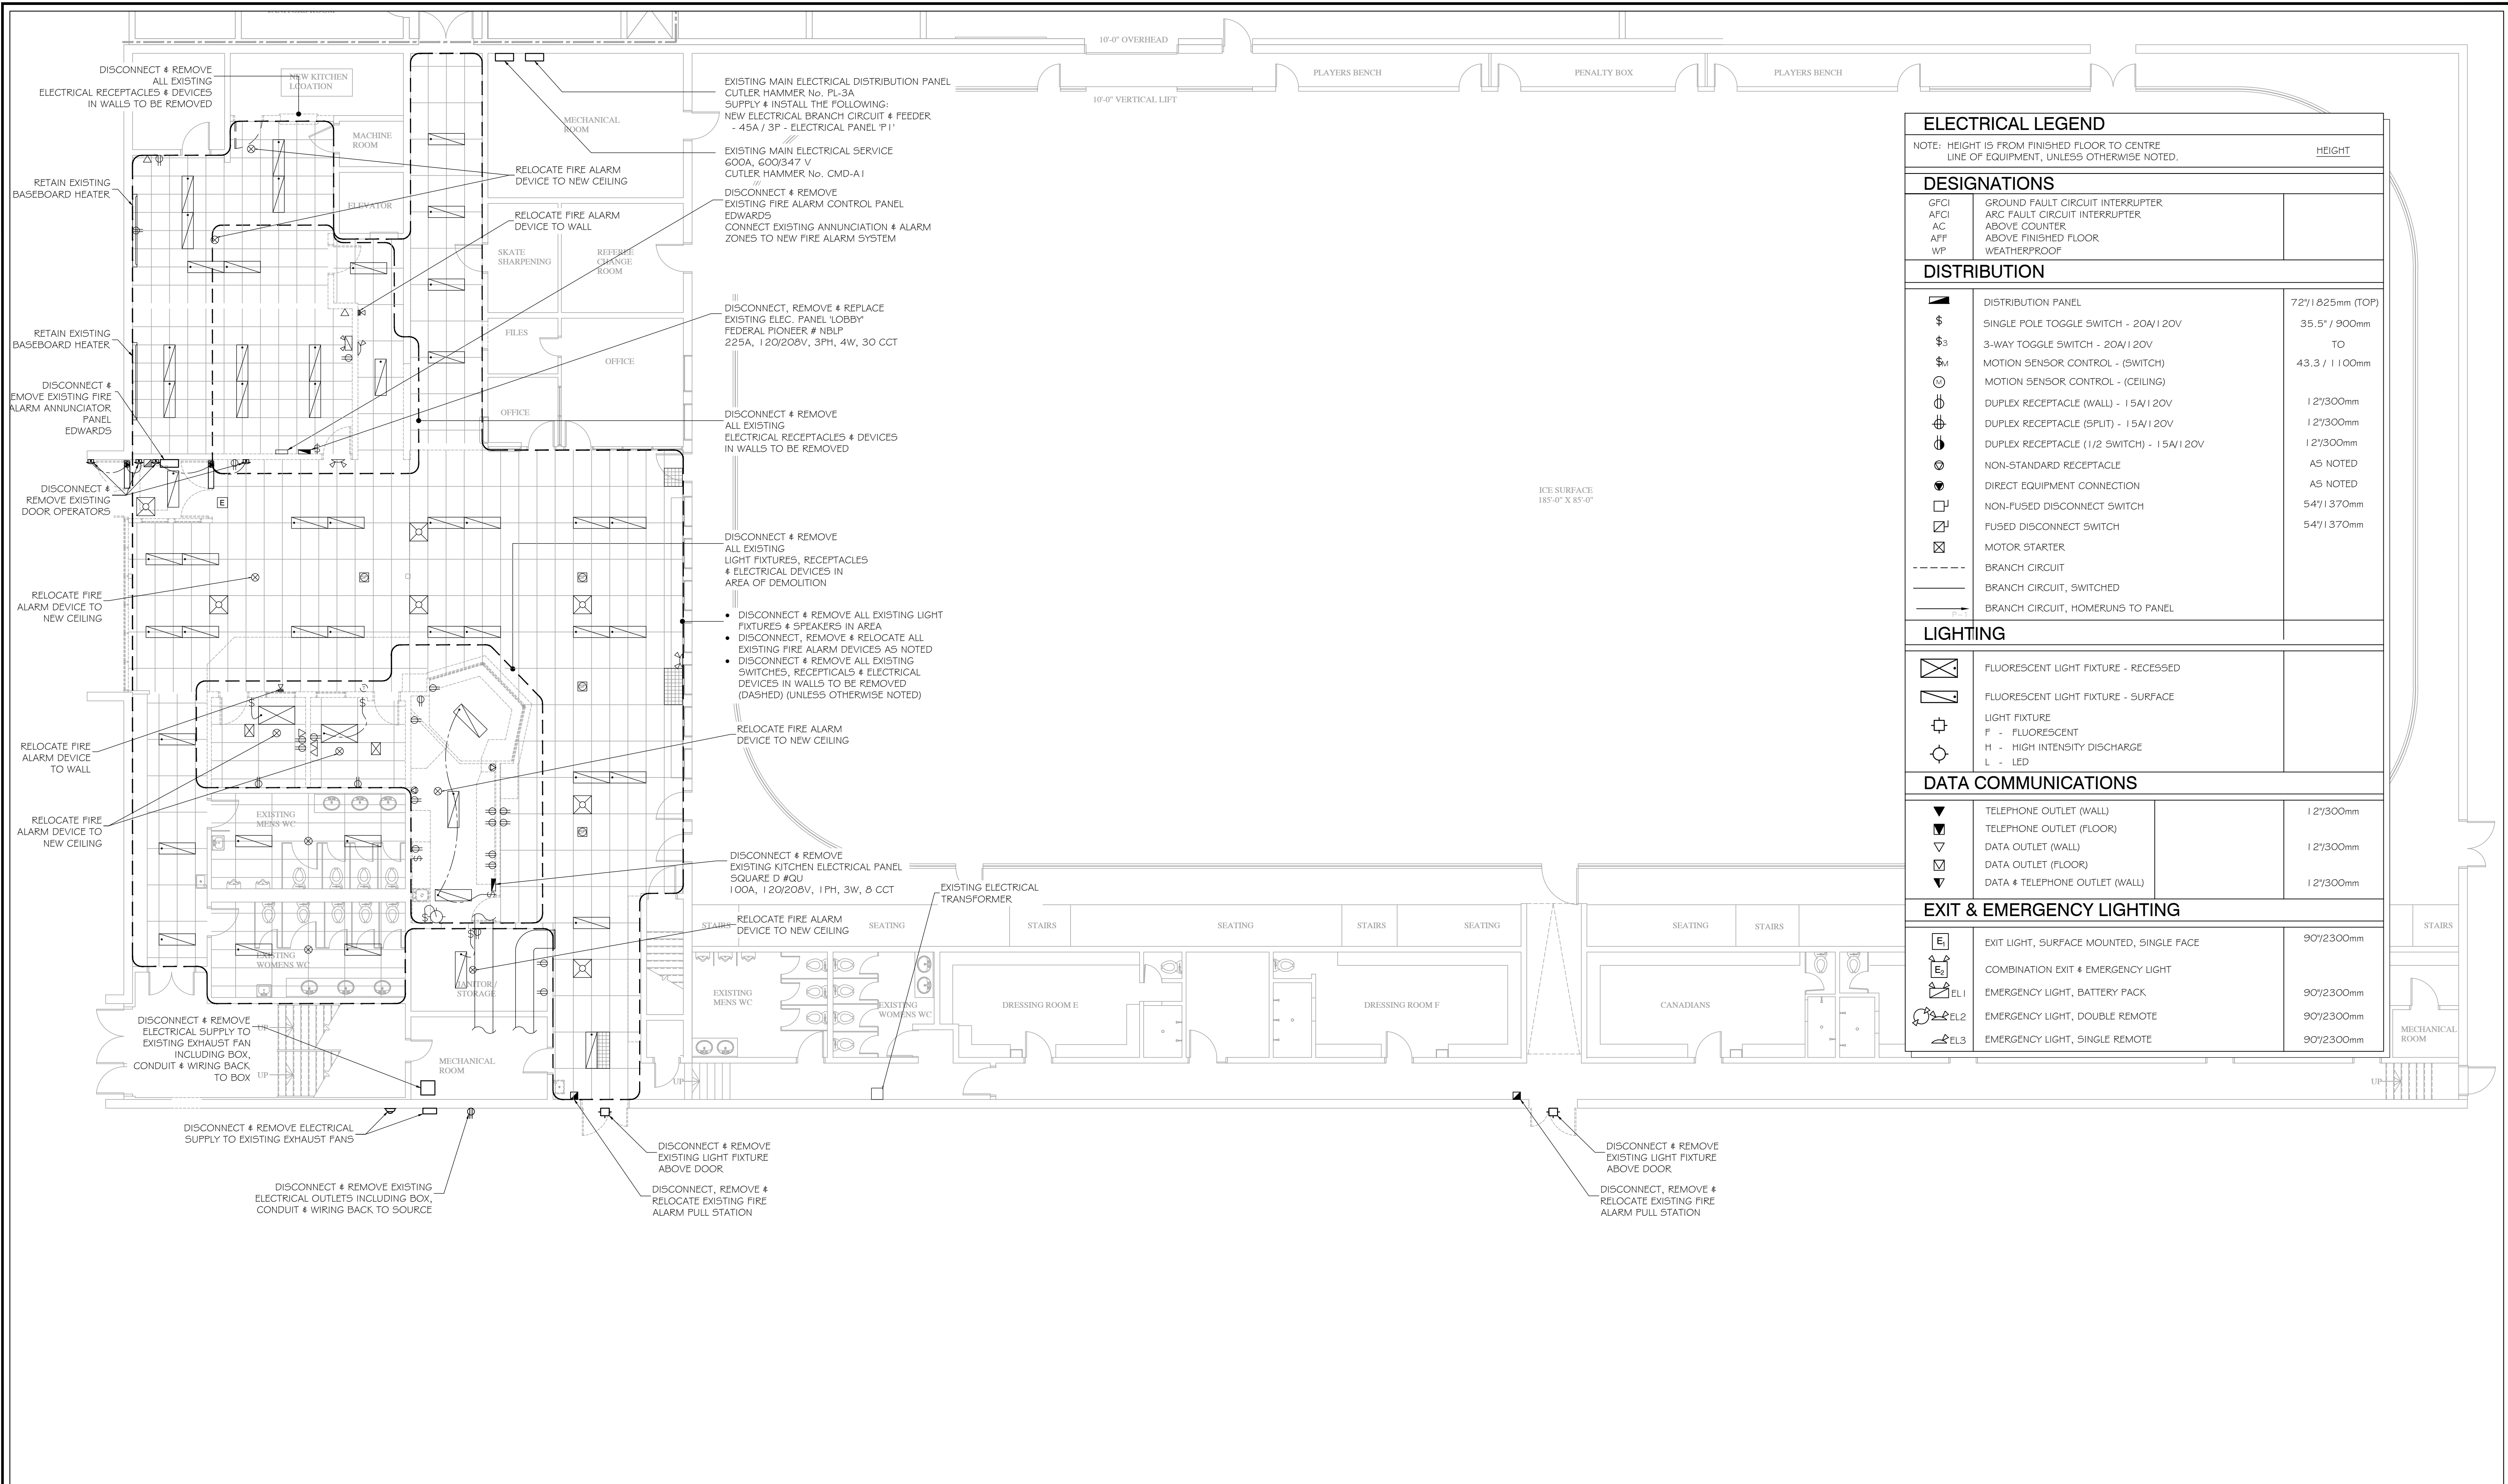 10'-0" OVERHEAD
10'-0" VERTICAL LIFT
PLAYERS BENCH
PENALTY BOX
PLAYERS BENCH
DISCONNECT & REMOVE
ALL EXISTING
ELECTRICAL RECEPTACLES & DEVICES
IN WALLS TO BE REMOVED
NEW KITCHEN
LCOATION
MACHINE
ROOM
ELEVATOR
MECHANICAL
ROOM
EXISTING MAIN ELECTRICAL DISTRIBUTION PANEL
CUTLER HAMMER No. PL-3A
SUPPLY & INSTALL THE FOLLOWING:
NEW ELECTRICAL BRANCH CIRCUIT & FEEDER
- 45A / 3P - ELECTRICAL PANEL 'P1'
EXISTING MAIN ELECTRICAL SERVICE
600A, 600/347 V
CUTLER HAMMER No. CMD-A1
DISCONNECT & REMOVE
EXISTING FIRE ALARM CONTROL PANEL
EDWARDS
CONNECT EXISTING ANNUNCIATION & ALARM
ZONES TO NEW FIRE ALARM SYSTEM
RELOCATE FIRE ALARM
DEVICE TO NEW CEILING
RELOCATE FIRE ALARM
DEVICE TO WALL
RETAIN EXISTING
BASEBOARD HEATER
SKATE
SHARPENING
REFEREE
CHANGE
ROOM
DISCONNECT, REMOVE & REPLACE
EXISTING ELEC. PANEL 'LOBBY'
FEDERAL PIONEER # NBLP
225A, 120/208V, 3PH, 4W, 30 CCT
RETAIN EXISTING
BASEBOARD HEATER
FILES
OFFICE
OFFICE
DISCONNECT &
EMOVE EXISTING FIRE
ALARM ANNUNCIATOR
PANEL
EDWARDS
DISCONNECT & REMOVE
ALL EXISTING
ELECTRICAL RECEPTACLES & DEVICES
IN WALLS TO BE REMOVED
DISCONNECT &
REMOVE EXISTING
DOOR OPERATORS
E
ICE SURFACE
185'-0" X 85'-0"
DISCONNECT & REMOVE
ALL EXISTING
LIGHT FIXTURES, RECEPTACLES
& ELECTRICAL DEVICES IN
AREA OF DEMOLITION
RELOCATE FIRE
ALARM DEVICE TO
NEW CEILING
• DISCONNECT & REMOVE ALL EXISTING LIGHT
FIXTURES & SPEAKERS IN AREA
• DISCONNECT, REMOVE & RELOCATE ALL
EXISTING FIRE ALARM DEVICES AS NOTED
• DISCONNECT & REMOVE ALL EXISTING
SWITCHES, RECEPTICALS & ELECTRICAL
DEVICES IN WALLS TO BE REMOVED
(DASHED) (UNLESS OTHERWISE NOTED)
RELOCATE FIRE ALARM
DEVICE TO NEW CEILING
RELOCATE FIRE
ALARM DEVICE
TO WALL
RELOCATE FIRE
ALARM DEVICE TO
NEW CEILING
EXISTING
MENS WC
EXISTING
WOMENS WC
DISCONNECT & REMOVE
EXISTING KITCHEN ELECTRICAL PANEL
SQUARE D #QU
100A, 120/208V, 1PH, 3W, 8 CCT
EXISTING ELECTRICAL
TRANSFORMER
RELOCATE FIRE ALARM
DEVICE TO NEW CEILING
STAIRS
SEATING
STAIRS
SEATING
STAIRS
SEATING
SEATING
STAIRS
STAIRS
JANITOR /
STORAGE
EXISTING
MENS WC
EXISTING
WOMENS WC
DRESSING ROOM E
DRESSING ROOM F
CANADIANS
MECHANICAL
ROOM
DISCONNECT & REMOVE
ELECTRICAL SUPPLY TO
EXISTING EXHAUST FAN
INCLUDING BOX,
CONDUIT & WIRING BACK
TO BOX
UP
UP
MECHANICAL
ROOM
UP
UP
DISCONNECT & REMOVE ELECTRICAL
SUPPLY TO EXISTING EXHAUST FANS
DISCONNECT & REMOVE EXISTING
ELECTRICAL OUTLETS INCLUDING BOX,
CONDUIT & WIRING BACK TO SOURCE
DISCONNECT & REMOVE
EXISTING LIGHT FIXTURE
ABOVE DOOR
DISCONNECT, REMOVE &
RELOCATE EXISTING FIRE
ALARM PULL STATION
DISCONNECT & REMOVE
EXISTING LIGHT FIXTURE
ABOVE DOOR
DISCONNECT, REMOVE &
RELOCATE EXISTING FIRE
ALARM PULL STATION
ELECTRICAL LEGEND
NOTE: HEIGHT IS FROM FINISHED FLOOR TO CENTRE
LINE OF EQUIPMENT, UNLESS OTHERWISE NOTED.
HEIGHT
DESIGNATIONS
GFCI GROUND FAULT CIRCUIT INTERRUPTER
AFCI ARC FAULT CIRCUIT INTERRUPTER
AC ABOVE COUNTER
AFF ABOVE FINISHED FLOOR
WP WEATHERPROOF
DISTRIBUTION
DISTRIBUTION PANEL 72"/1825mm (TOP)
$ SINGLE POLE TOGGLE SWITCH - 20A/120V 35.5" / 900mm
$3 3-WAY TOGGLE SWITCH - 20A/120V TO
$M MOTION SENSOR CONTROL - (SWITCH) 43.3 / 1100mm
M MOTION SENSOR CONTROL - (CEILING)
DUPLEX RECEPTACLE (WALL) - 15A/120V 12"/300mm
DUPLEX RECEPTACLE (SPLIT) - 15A/120V 12"/300mm
DUPLEX RECEPTACLE (1/2 SWITCH) - 15A/120V 12"/300mm
NON-STANDARD RECEPTACLE AS NOTED
DIRECT EQUIPMENT CONNECTION AS NOTED
NON-FUSED DISCONNECT SWITCH 54"/1370mm
FUSED DISCONNECT SWITCH 54"/1370mm
MOTOR STARTER
BRANCH CIRCUIT
BRANCH CIRCUIT, SWITCHED
BRANCH CIRCUIT, HOMERUNS TO PANEL
LIGHTING
FLUORESCENT LIGHT FIXTURE - RECESSED
FLUORESCENT LIGHT FIXTURE - SURFACE
LIGHT FIXTURE
F - FLUORESCENT
H - HIGH INTENSITY DISCHARGE
L - LED
DATA COMMUNICATIONS
TELEPHONE OUTLET (WALL) 12"/300mm
TELEPHONE OUTLET (FLOOR)
DATA OUTLET (WALL) 12"/300mm
DATA OUTLET (FLOOR)
DATA & TELEPHONE OUTLET (WALL) 12"/300mm
EXIT & EMERGENCY LIGHTING
E1 EXIT LIGHT, SURFACE MOUNTED, SINGLE FACE 90"/2300mm
E2 COMBINATION EXIT & EMERGENCY LIGHT
EL1 EMERGENCY LIGHT, BATTERY PACK 90"/2300mm
EL2 EMERGENCY LIGHT, DOUBLE REMOTE 90"/2300mm
EL3 EMERGENCY LIGHT, SINGLE REMOTE 90"/2300mm